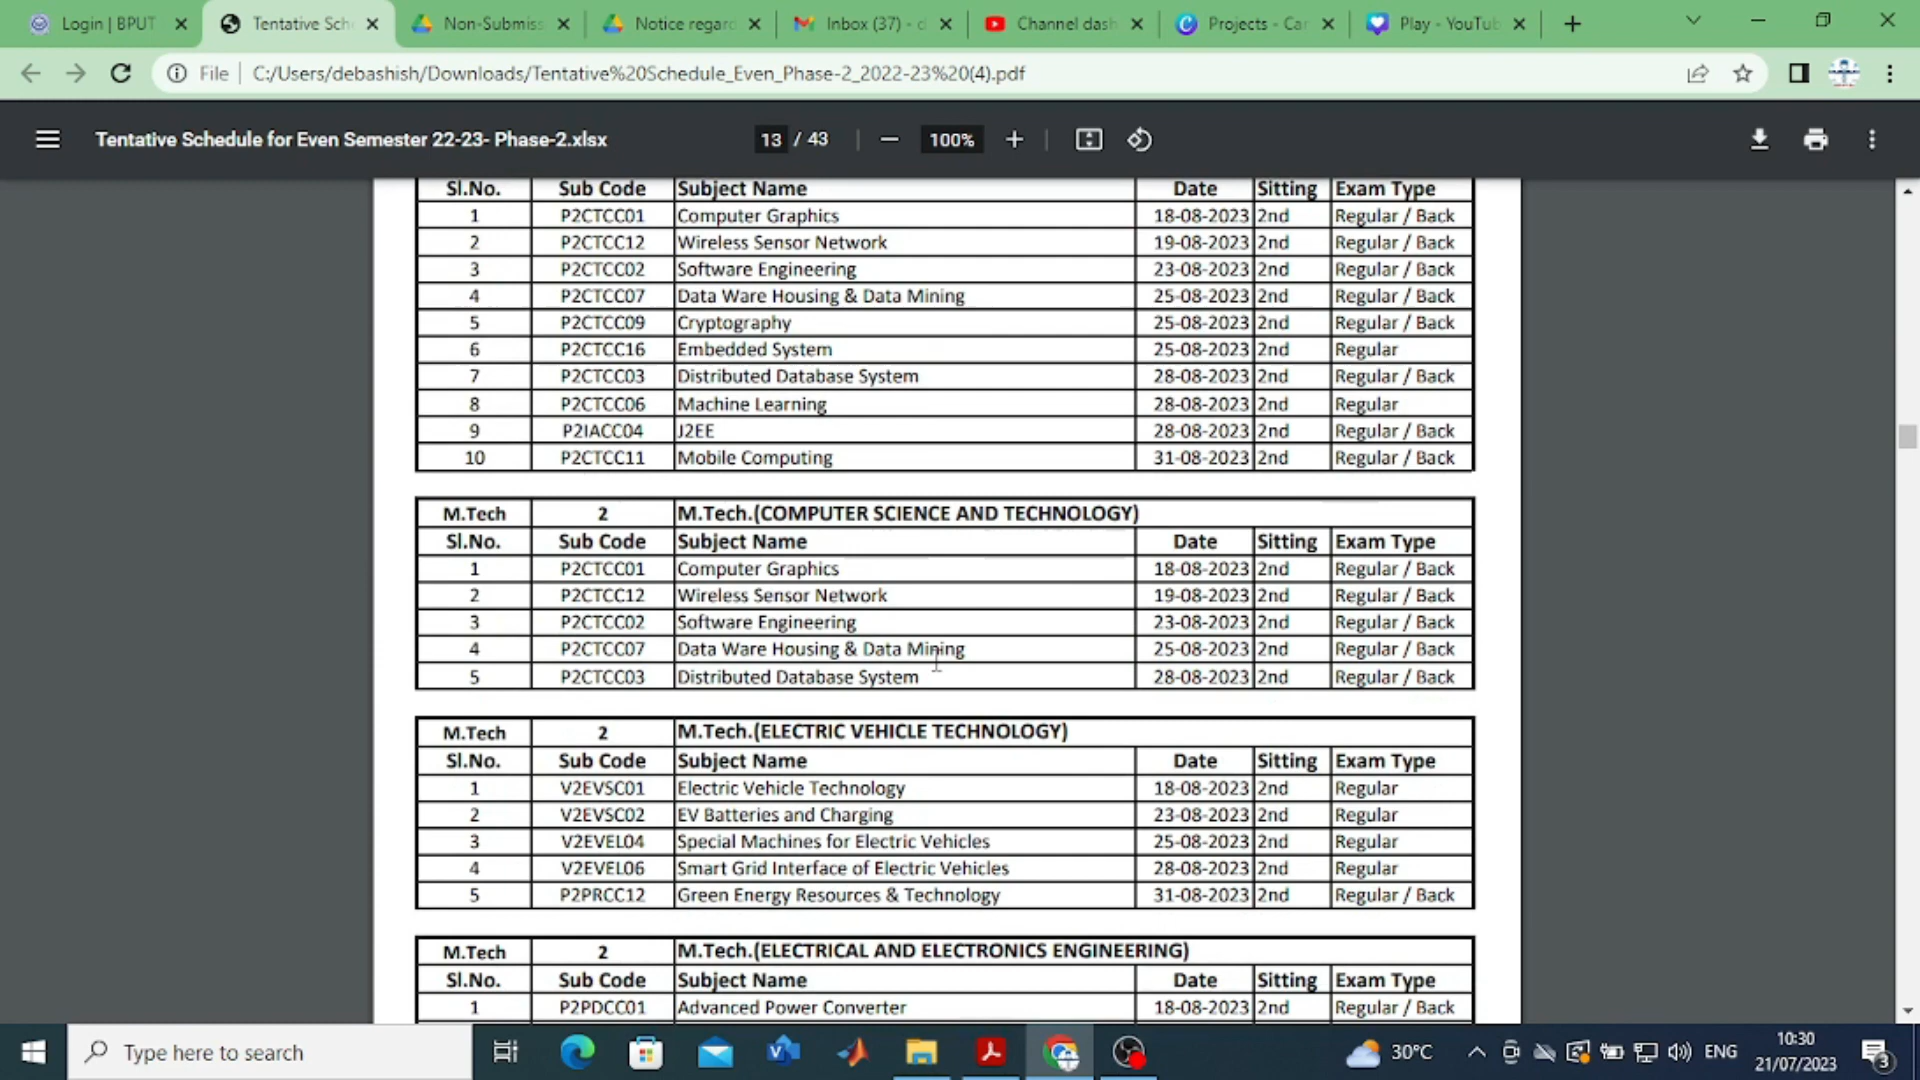 Login | BPUT
Tentative Sch
Non-Submiss
Notice regard
Inbox (37) - d
Channel dash
Projects - Can
Play - YouTub
File C:/Users/debashish/Downloads/Tentative%20Schedule_Even_Phase-2_2022-23%20(4).pdf
Tentative Schedule for Even Semester 22-23- Phase-2.xlsx 13 / 43 100%
Sl.No. Sub Code Subject Name Date Sitting Exam Type
1 P2CTCC01 Computer Graphics 18-08-2023 2nd Regular / Back
2 P2CTCC12 Wireless Sensor Network 19-08-2023 2nd Regular / Back
3 P2CTCC02 Software Engineering 23-08-2023 2nd Regular / Back
4 P2CTCC07 Data Ware Housing & Data Mining 25-08-2023 2nd Regular / Back
5 P2CTCC09 Cryptography 25-08-2023 2nd Regular / Back
6 P2CTCC16 Embedded System 25-08-2023 2nd Regular
7 P2CTCC03 Distributed Database System 28-08-2023 2nd Regular / Back
8 P2CTCC06 Machine Learning 28-08-2023 2nd Regular
9 P2IACC04 J2EE 28-08-2023 2nd Regular / Back
10 P2CTCC11 Mobile Computing 31-08-2023 2nd Regular / Back
M.Tech 2 M.Tech.(COMPUTER SCIENCE AND TECHNOLOGY)
Sl.No. Sub Code Subject Name Date Sitting Exam Type
1 P2CTCC01 Computer Graphics 18-08-2023 2nd Regular / Back
2 P2CTCC12 Wireless Sensor Network 19-08-2023 2nd Regular / Back
3 P2CTCC02 Software Engineering 23-08-2023 2nd Regular / Back
4 P2CTCC07 Data Ware Housing & Data Mining 25-08-2023 2nd Regular / Back
5 P2CTCC03 Distributed Database System 28-08-2023 2nd Regular / Back
M.Tech 2 M.Tech.(ELECTRIC VEHICLE TECHNOLOGY)
Sl.No. Sub Code Subject Name Date Sitting Exam Type
1 V2EVSC01 Electric Vehicle Technology 18-08-2023 2nd Regular
2 V2EVSC02 EV Batteries and Charging 23-08-2023 2nd Regular
3 V2EVEL04 Special Machines for Electric Vehicles 25-08-2023 2nd Regular
4 V2EVEL06 Smart Grid Interface of Electric Vehicles 28-08-2023 2nd Regular
5 P2PRCC12 Green Energy Resources & Technology 31-08-2023 2nd Regular / Back
M.Tech 2 M.Tech.(ELECTRICAL AND ELECTRONICS ENGINEERING)
Sl.No. Sub Code Subject Name Date Sitting Exam Type
1 P2PDCC01 Advanced Power Converter 18-08-2023 2nd Regular / Back
Type here to search
30°C
ENG
10:30
21/07/2023
3